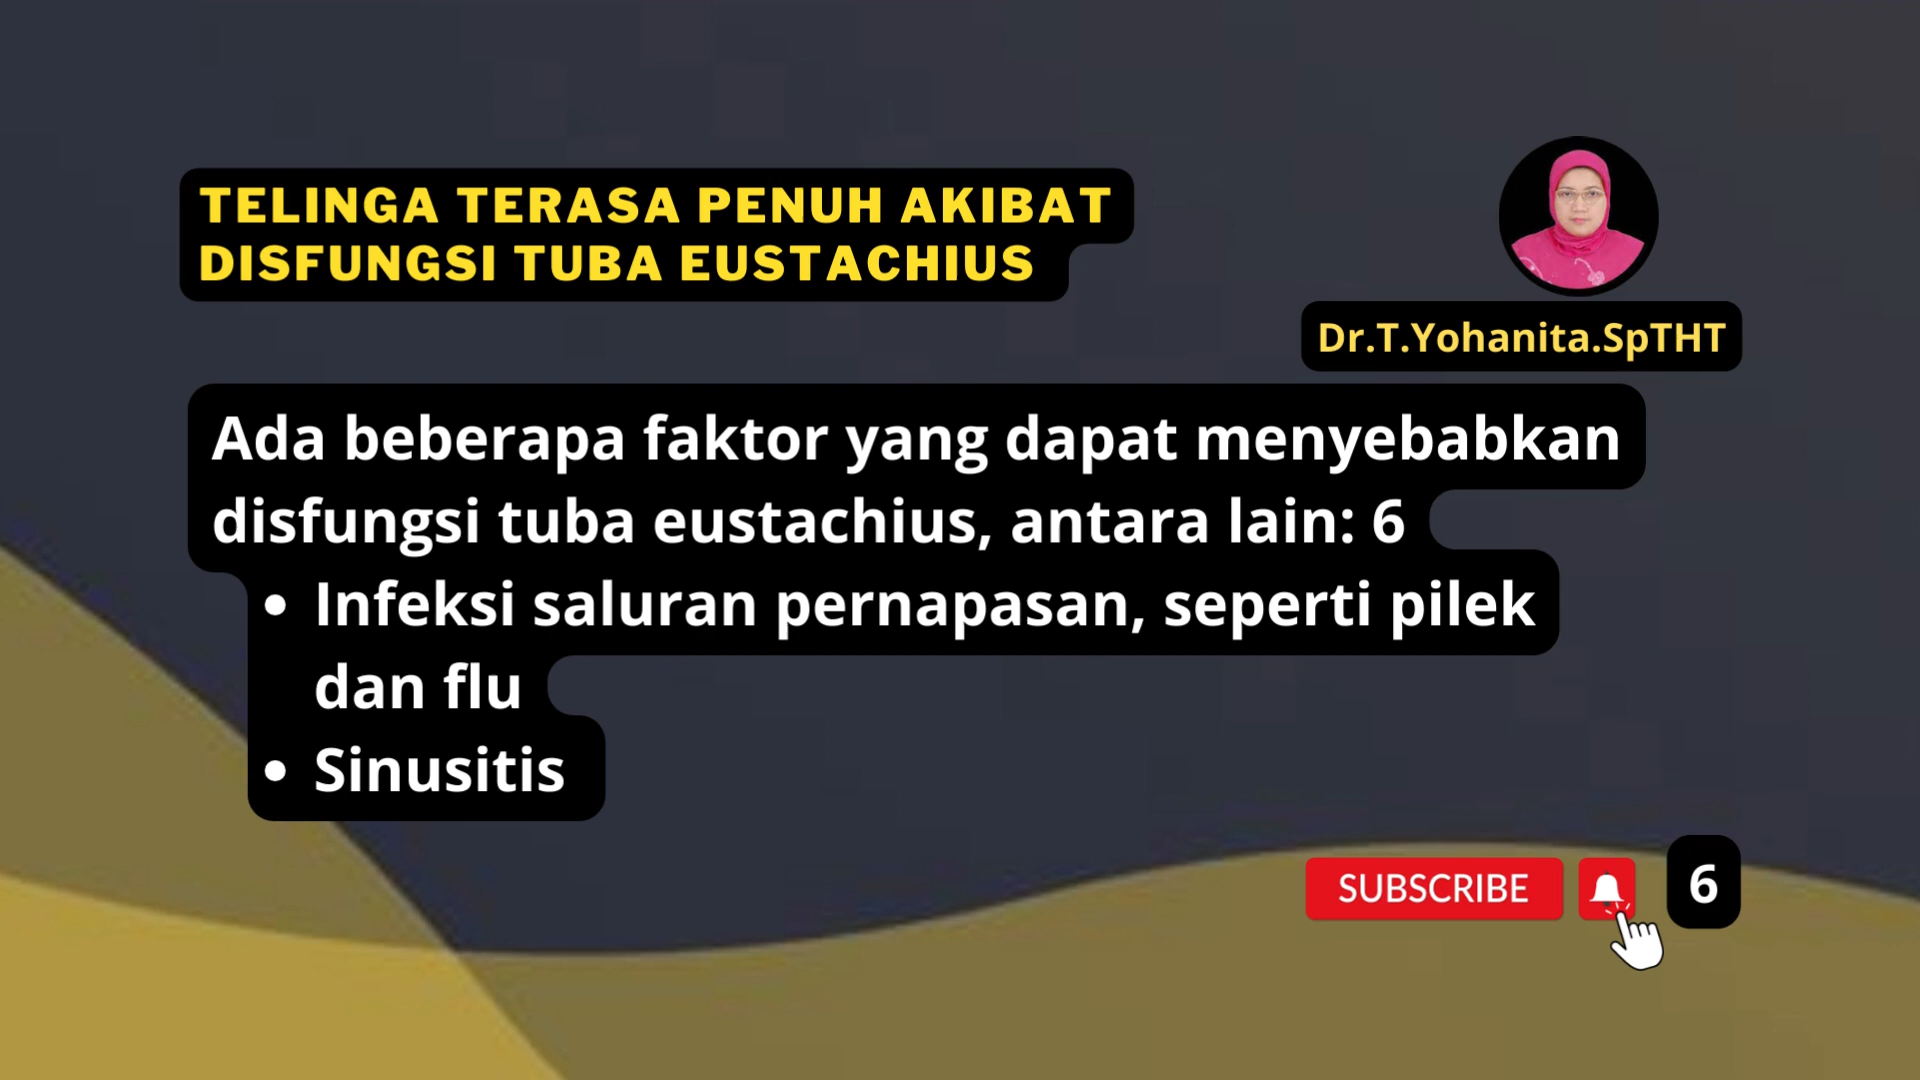 TELINGA TERASA PENUH AKIBAT
DISFUNGSI TUBA EUSTACHIUS
Dr.T.Yohanita.SpTHT
Ada beberapa faktor yang dapat menyebabkan
disfungsi tuba eustachius, antara lain: 6
• Infeksi saluran pernapasan, seperti pilek
dan flu
• Sinusitis
SUBSCRIBE
6